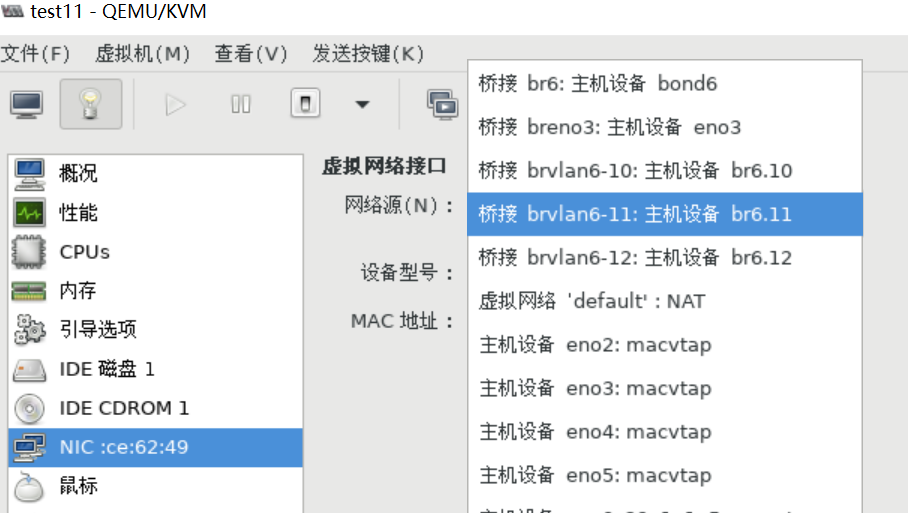 test11 - QEMU/KVM
文件(F) 虚拟机(M) 查看(V) 发送按键(K)
概况
性能
CPUs
内存
引导选项
IDE 磁盘 1
IDE CDROM 1
NIC :ce:62:49
鼠标
虚拟网络接口
网络源(N)：
设备型号：
MAC 地址：
桥接 br6: 主机设备 bond6
桥接 breno3: 主机设备 eno3
桥接 brvlan6-10: 主机设备 br6.10
桥接 brvlan6-11: 主机设备 br6.11
桥接 brvlan6-12: 主机设备 br6.12
虚拟网络 'default' : NAT
主机设备 eno2: macvtap
主机设备 eno3: macvtap
主机设备 eno4: macvtap
主机设备 eno5: macvtap